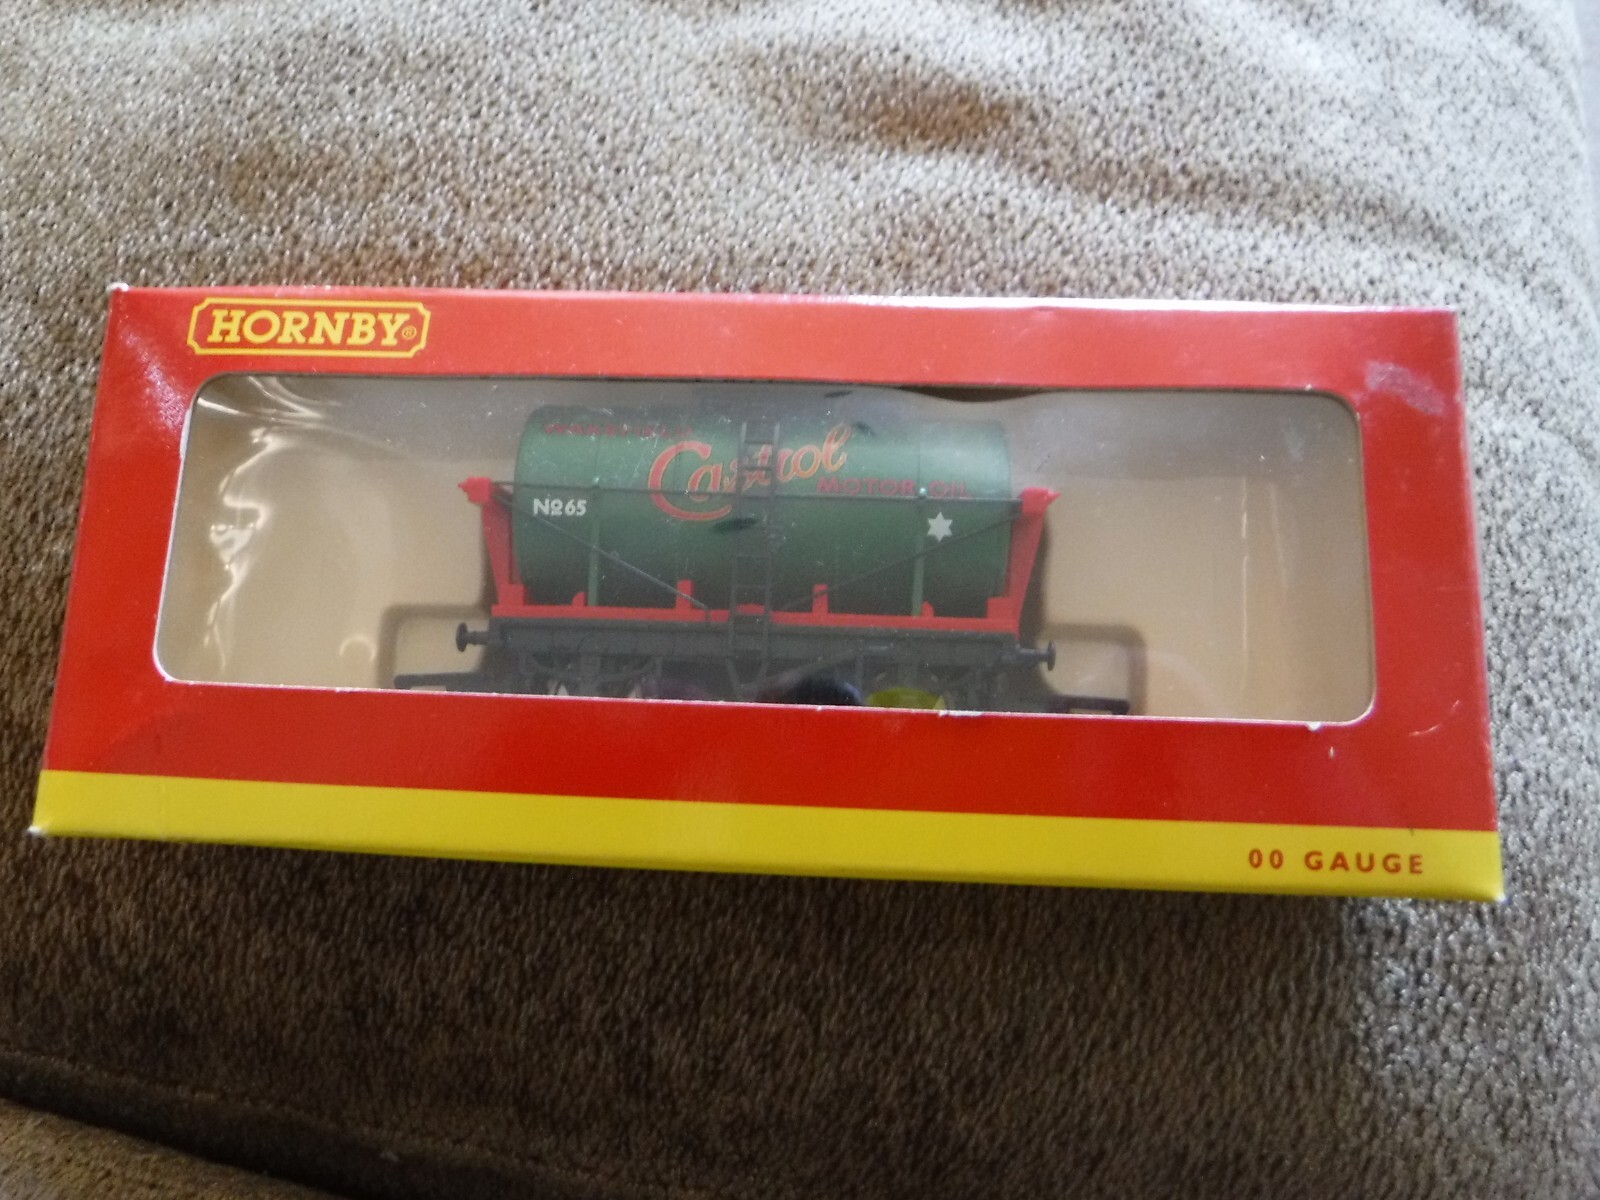 HORNBY®
Castrol
MOTOR OIL
Nº65
00 GAUGE